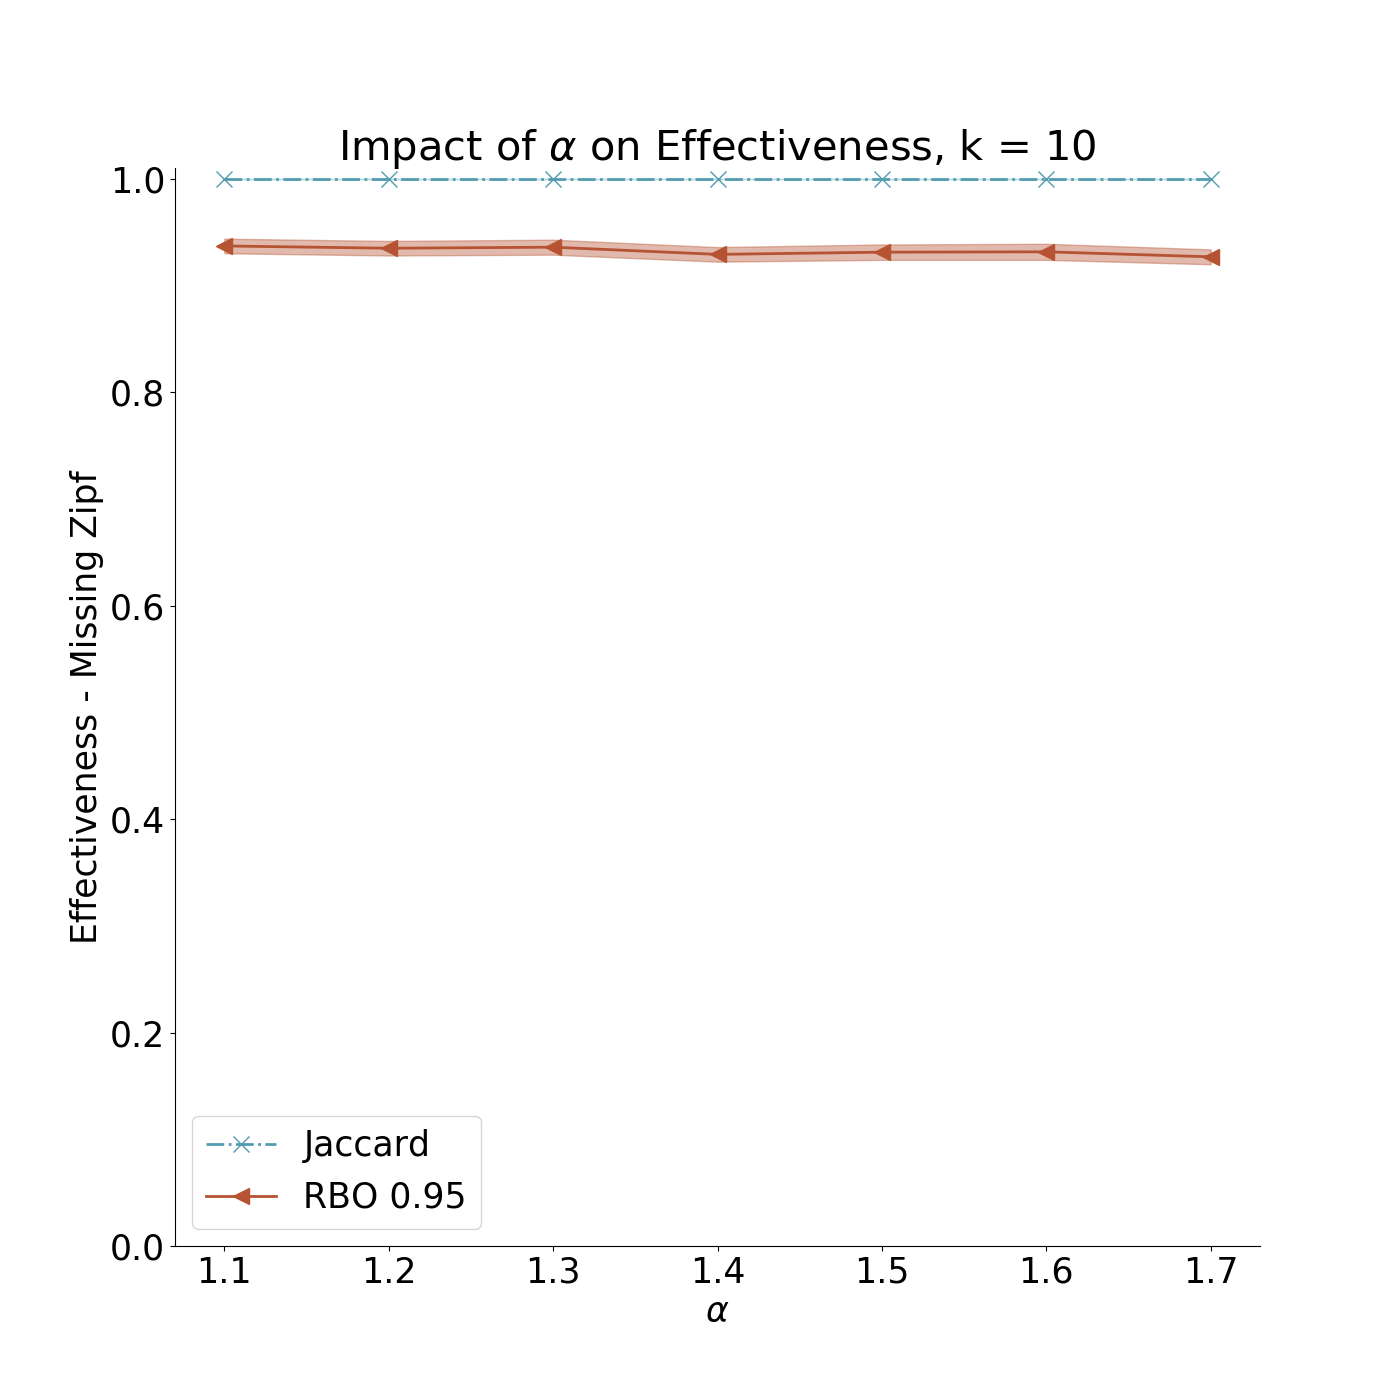 Impact of α on Effectiveness, k = 10
1.0
0.8
0.6
0.4
0.2
0.0
Effectiveness - Missing Zipf
Jaccard
RBO 0.95
1.1 1.2 1.3 1.4 1.5 1.6 1.7
α